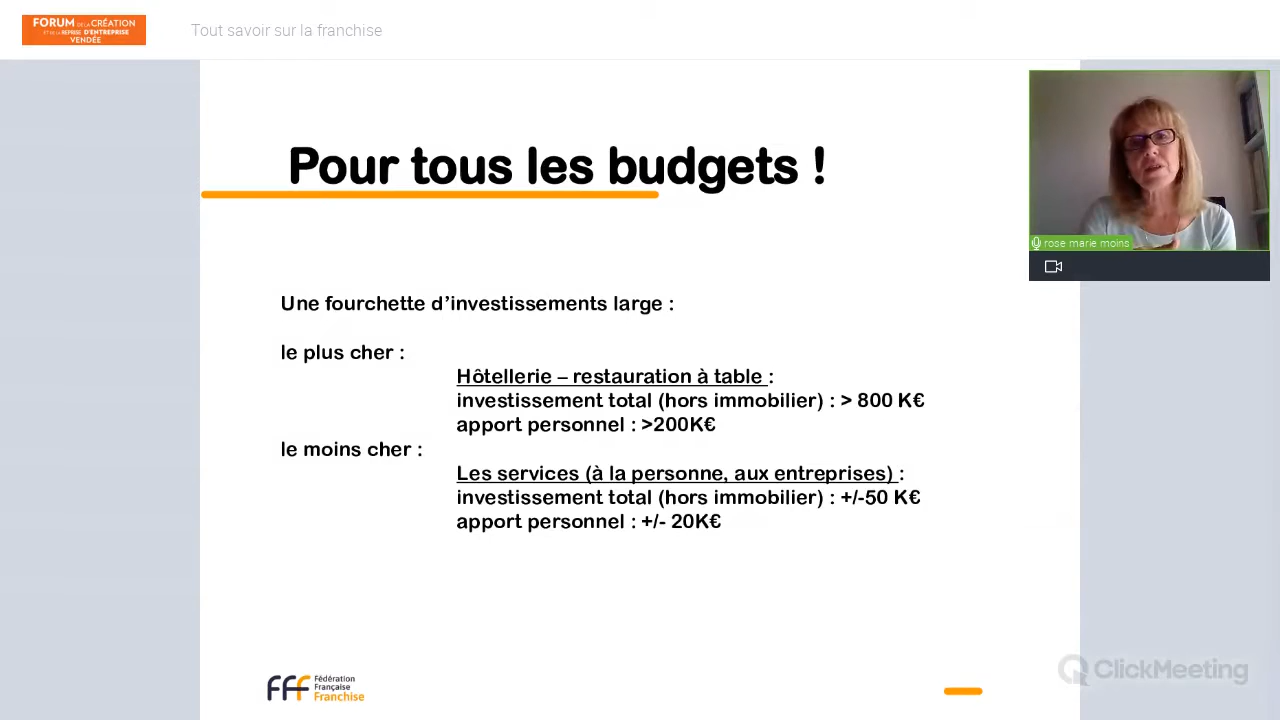 FORUM DE LA CRÉATION
ET DE LA REPRISE D'ENTREPRISE
VENDÉE
Tout savoir sur la franchise
Pour tous les budgets !
rose marie moins
Une fourchette d'investissements large :
le plus cher :
Hôtellerie – restauration à table :
investissement total (hors immobilier) : > 800 K€
apport personnel : >200K€
le moins cher :
Les services (à la personne, aux entreprises) :
investissement total (hors immobilier) : +/-50 K€
apport personnel : +/- 20K€
fff Fédération
Française
Franchise
ClickMeeting